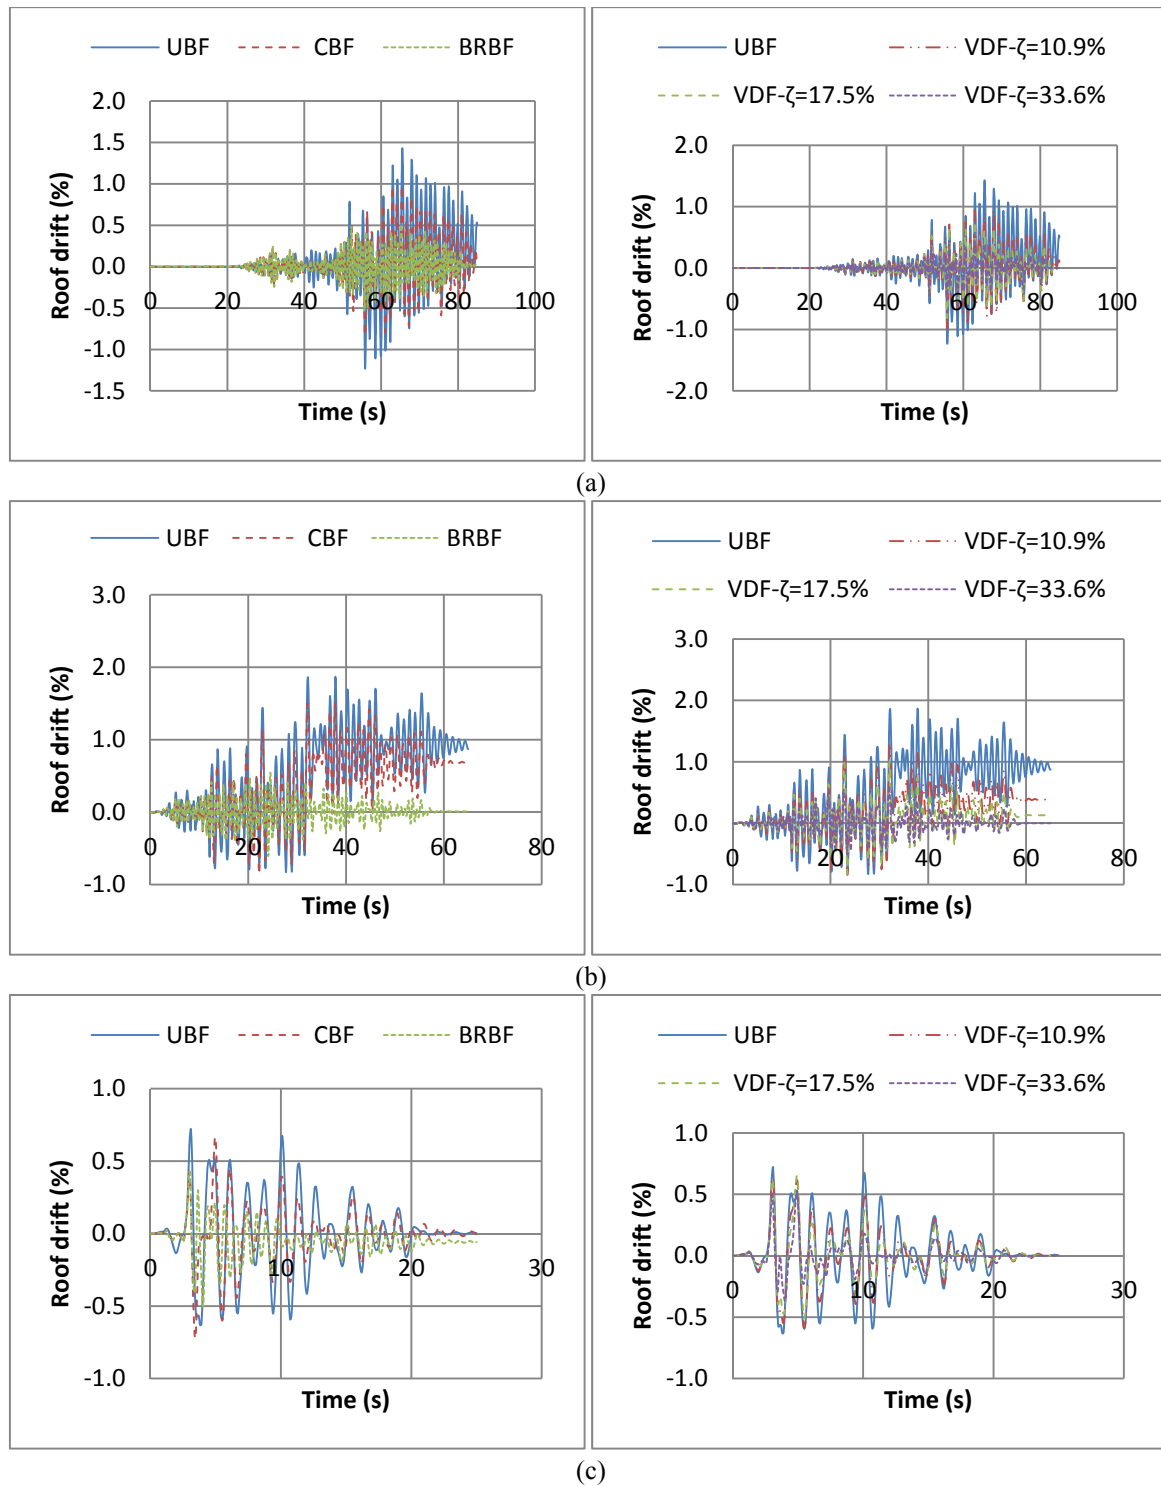 UBF CBF BRBF
2.0
1.5
1.0
0.5
0.0
-0.5
-1.0
-1.5
0 20 40 60 80 100
Roof drift (%)
Time (s)
UBF VDF-ζ=10.9%
VDF-ζ=17.5% VDF-ζ=33.6%
2.0
1.0
0.0
-1.0
-2.0
0 20 40 60 80 100
Roof drift (%)
Time (s)
(a)
UBF CBF BRBF
3.0
2.0
1.0
0.0
-1.0
0 20 40 60 80
Roof drift (%)
Time (s)
UBF VDF-ζ=10.9%
VDF-ζ=17.5% VDF-ζ=33.6%
3.0
2.0
1.0
0.0
-1.0
0 20 40 60 80
Roof drift (%)
Time (s)
(b)
UBF CBF BRBF
1.0
0.5
0.0
-0.5
-1.0
0 10 20 30
Roof drift (%)
Time (s)
UBF VDF-ζ=10.9%
VDF-ζ=17.5% VDF-ζ=33.6%
1.0
0.5
0.0
-0.5
-1.0
0 10 20 30
Roof drift (%)
Time (s)
(c)